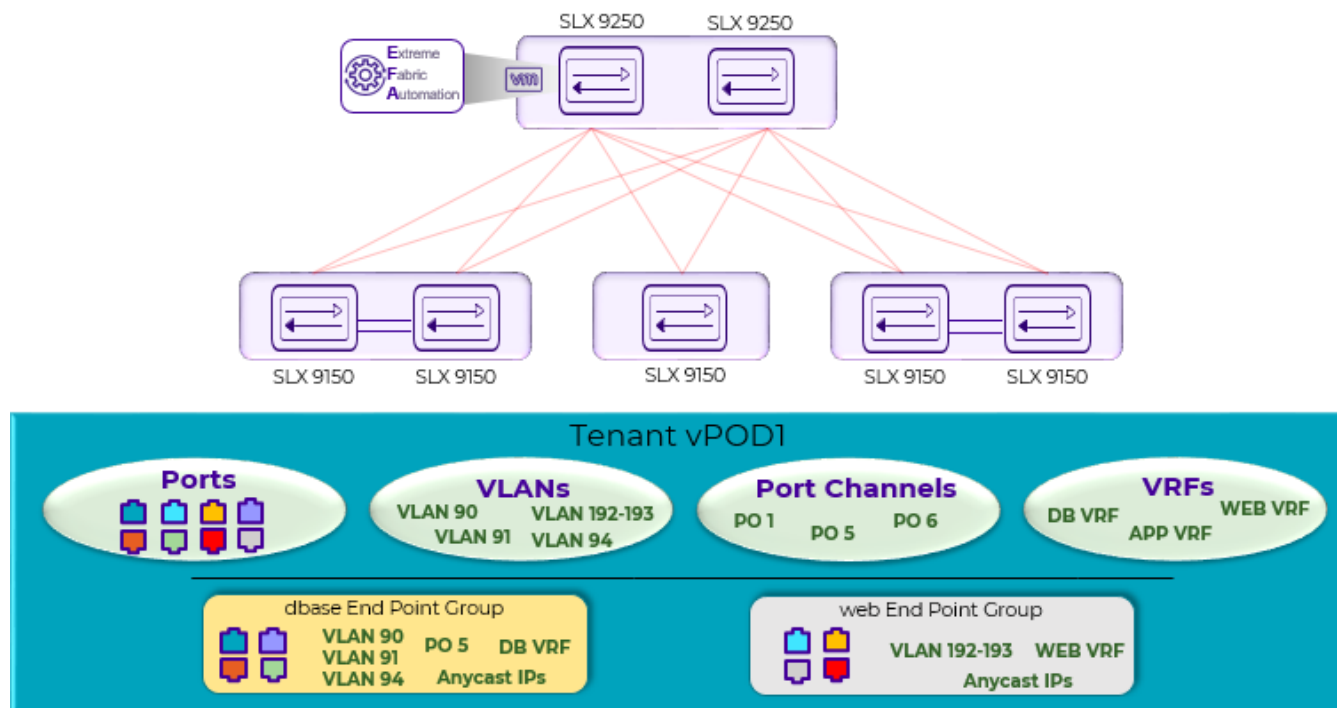 SLX 9250
SLX 9250
Extreme
Fabric
Automation
vm
SLX 9150
SLX 9150
SLX 9150
SLX 9150
SLX 9150
Tenant vPOD1
Ports
VLANs
VLAN 90
VLAN 192-193
VLAN 91
VLAN 94
Port Channels
PO 1
PO 5
PO 6
VRFs
DB VRF
WEB VRF
APP VRF
dbase End Point Group
VLAN 90
VLAN 91
VLAN 94
PO 5
DB VRF
Anycast IPs
web End Point Group
VLAN 192-193
WEB VRF
Anycast IPs